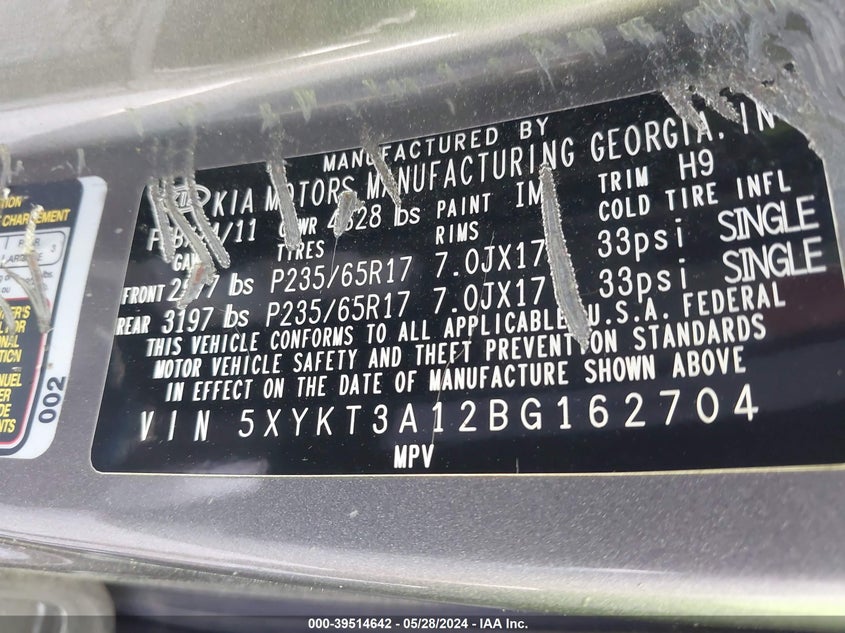 MANUFACTURED BY
KIA MOTORS MANUFACTURING GEORGIA, IN
lbs PAINT IM TRIM H9
TYRES RIMS COLD TIRE INFL
FRONT lbs P235/65R17 7.0JX17 33psi SINGLE
REAR 3197 lbs P235/65R17 7.0JX17 33psi SINGLE
THIS VEHICLE CONFORMS TO ALL APPLICABLE U.S.A. FEDERAL
MOTOR VEHICLE SAFETY AND THEFT PREVENTION STANDARDS
IN EFFECT ON THE DATE OF MANUFACTURE SHOWN ABOVE
VIN 5XYKT3A12BG162704
MPV
002
000-39514642 - 05/28/2024 - IAA Inc.